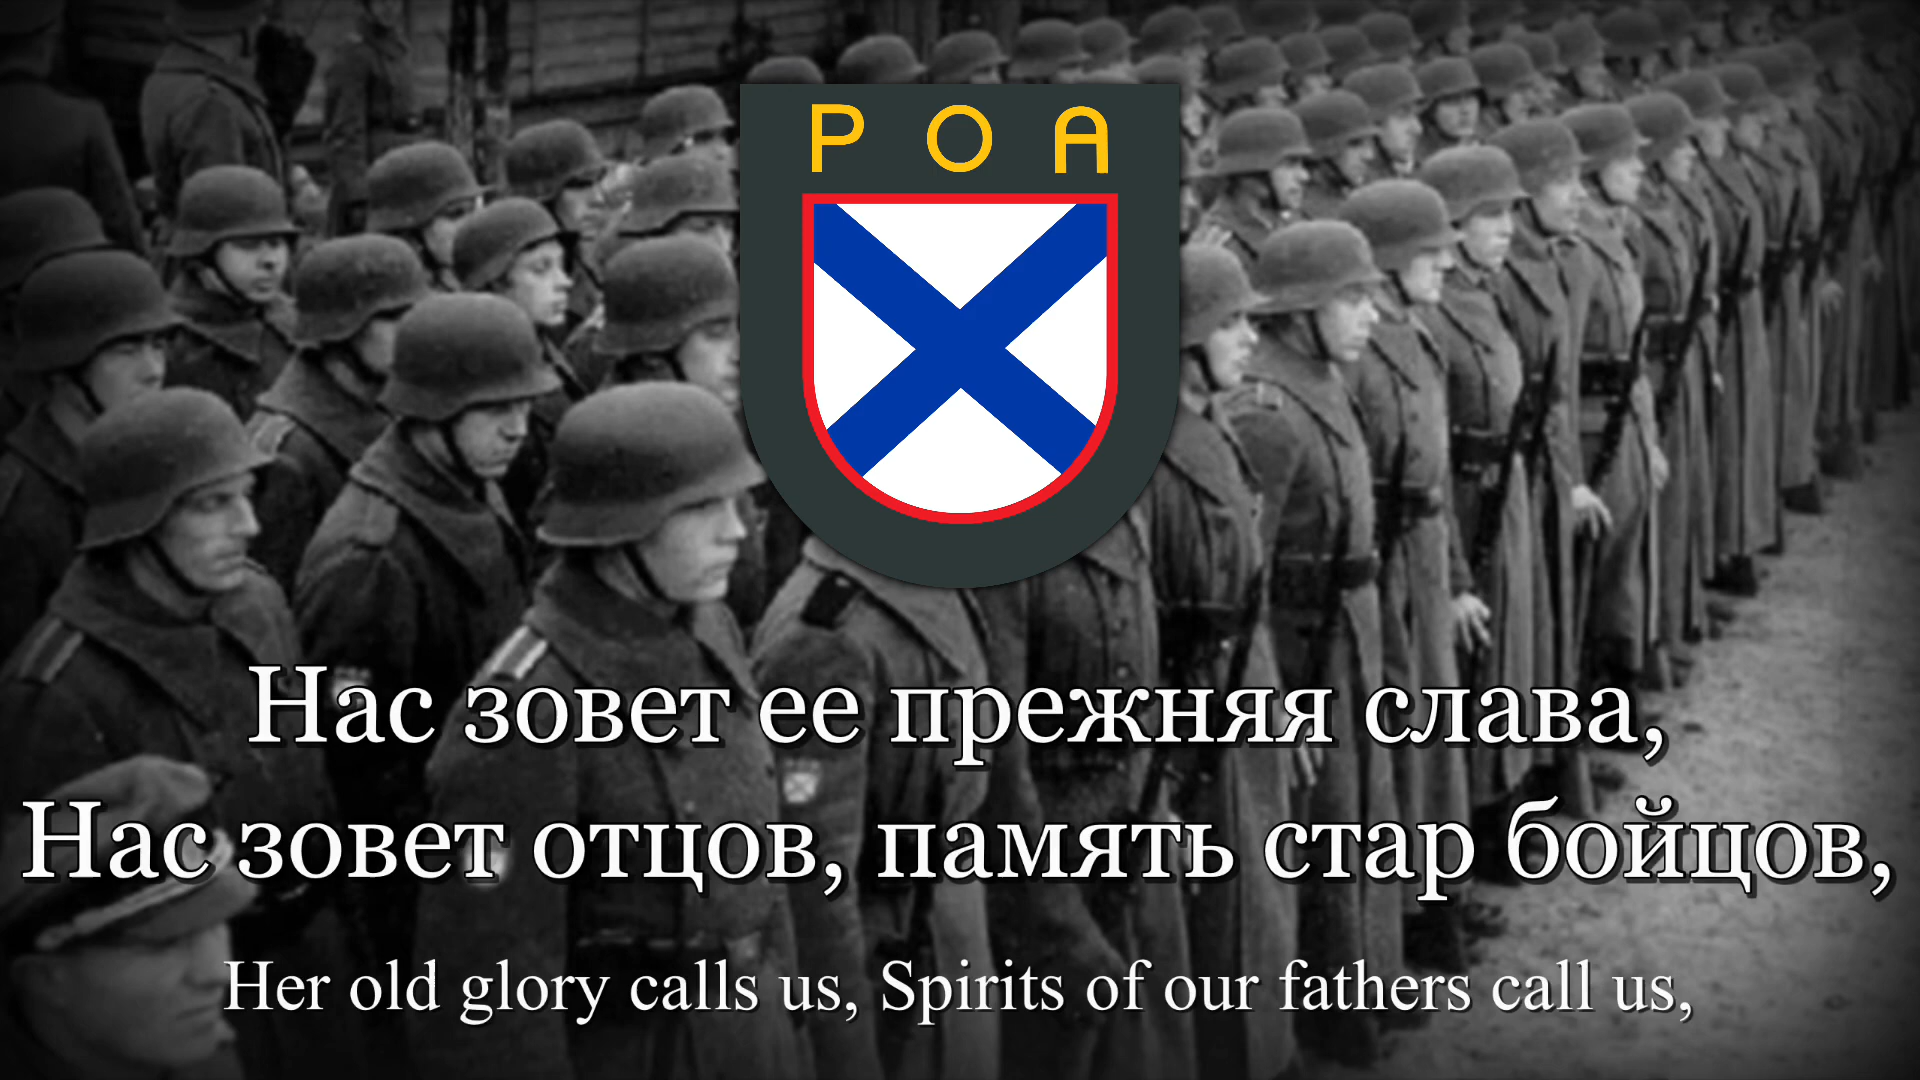 РОА
Нас зовет ее прежняя слава,
Нас зовет отцов, память стар бойцов,
Her old glory calls us, Spirits of our fathers call us,